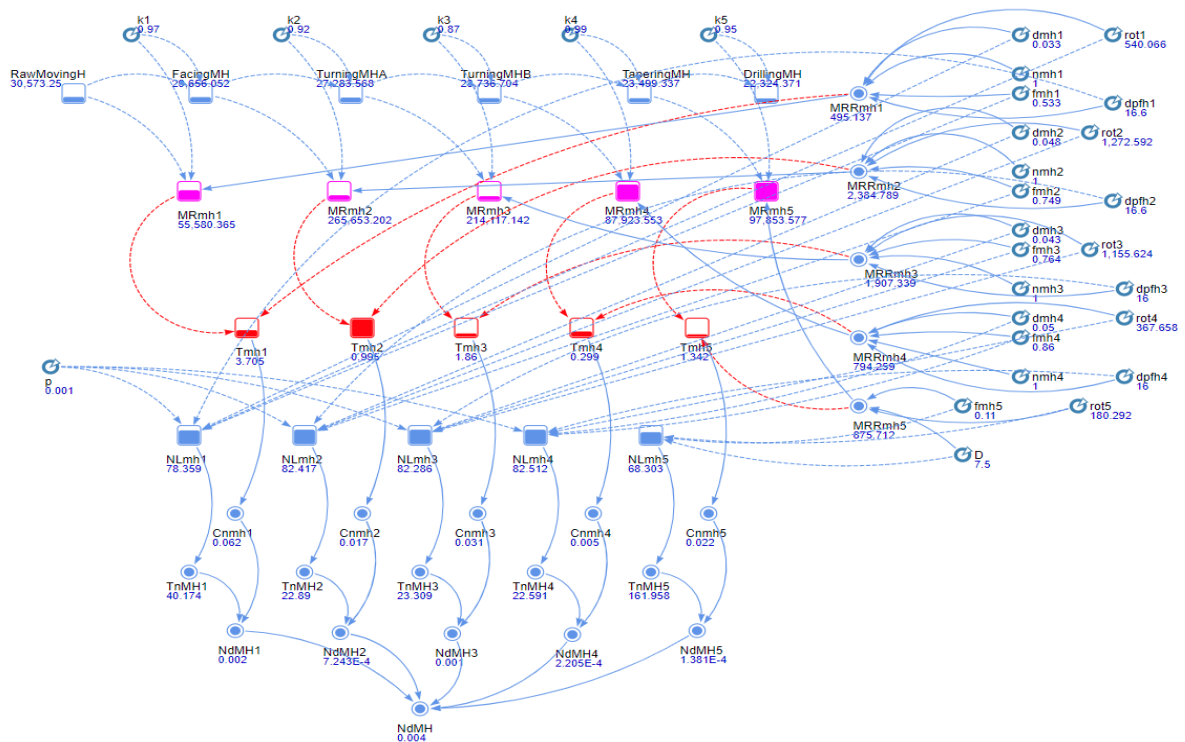 k1
0.97
k2
0.92
k3
0.87
k4
0.99
k5
0.95
dmh1
0.033
rot1
540.066
RawMovingH
30,573.25
FacingMH
29,656.052
TurningMHA
27,283.568
TurningMHB
23,736.704
TaperingMH
23,499.337
DrillingMH
22,324.371
nmh1
1
fmh1
0.533
dpfh1
16.6
MRRmh1
495.137
dmh2
0.048
rot2
1,272.592
nmh2
1
fmh2
0.749
dpfh2
16.6
MRRmh2
2,384.789
MRmh1
55,580.365
MRmh2
265,653.202
MRmh3
214,117.142
MRmh4
87,923.553
MRmh5
97,853.577
dmh3
0.043
fmh3
0.764
rot3
1,155.624
MRRmh3
1,907.339
nmh3
1
dpfh3
16
dmh4
0.05
rot4
367.658
fmh4
0.86
Tmh1
3.705
Tmh2
0.995
Tmh3
1.86
Tmh4
0.299
Tmh5
1.342
MRRmh4
794.259
nmh4
1
dpfh4
16
p
0.001
fmh5
0.11
rot5
180.292
MRRmh5
875.712
D
7.5
NLmh1
78.359
NLmh2
82.417
NLmh3
82.286
NLmh4
82.512
NLmh5
68.303
Cnmh1
0.062
Cnmh2
0.017
Cnmh3
0.031
Cnmh4
0.005
Cnmh5
0.022
TnMH1
40.174
TnMH2
22.89
TnMH3
23.309
TnMH4
22.591
TnMH5
161.958
NdMH1
0.002
NdMH2
7.243E-4
NdMH3
0.001
NdMH4
2.205E-4
NdMH5
1.381E-4
NdMH
0.004